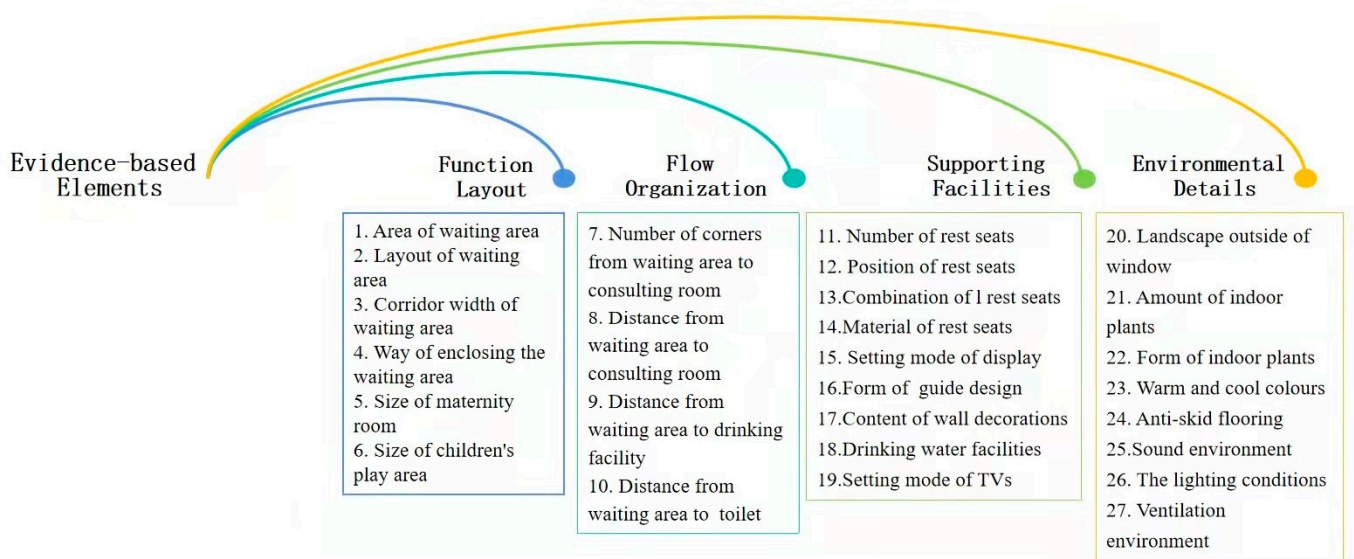 Evidence-based
Elements
Function
Layout
1. Area of waiting area
2. Layout of waiting
area
3. Corridor width of
waiting area
4. Way of enclosing the
waiting area
5. Size of maternity
room
6. Size of children's
play area
Flow
Organization
7. Number of corners
from waiting area to
consulting room
8. Distance from
waiting area to
consulting room
9. Distance from
waiting area to drinking
facility
10. Distance from
waiting area to toilet
Supporting
Facilities
11. Number of rest seats
12. Position of rest seats
13.Combination of l rest seats
14.Material of rest seats
15. Setting mode of display
16.Form of guide design
17.Content of wall decorations
18.Drinking water facilities
19.Setting mode of TVs
Environmental
Details
20. Landscape outside of
window
21. Amount of indoor
plants
22. Form of indoor plants
23. Warm and cool colours
24. Anti-skid flooring
25.Sound environment
26. The lighting conditions
27. Ventilation
environment